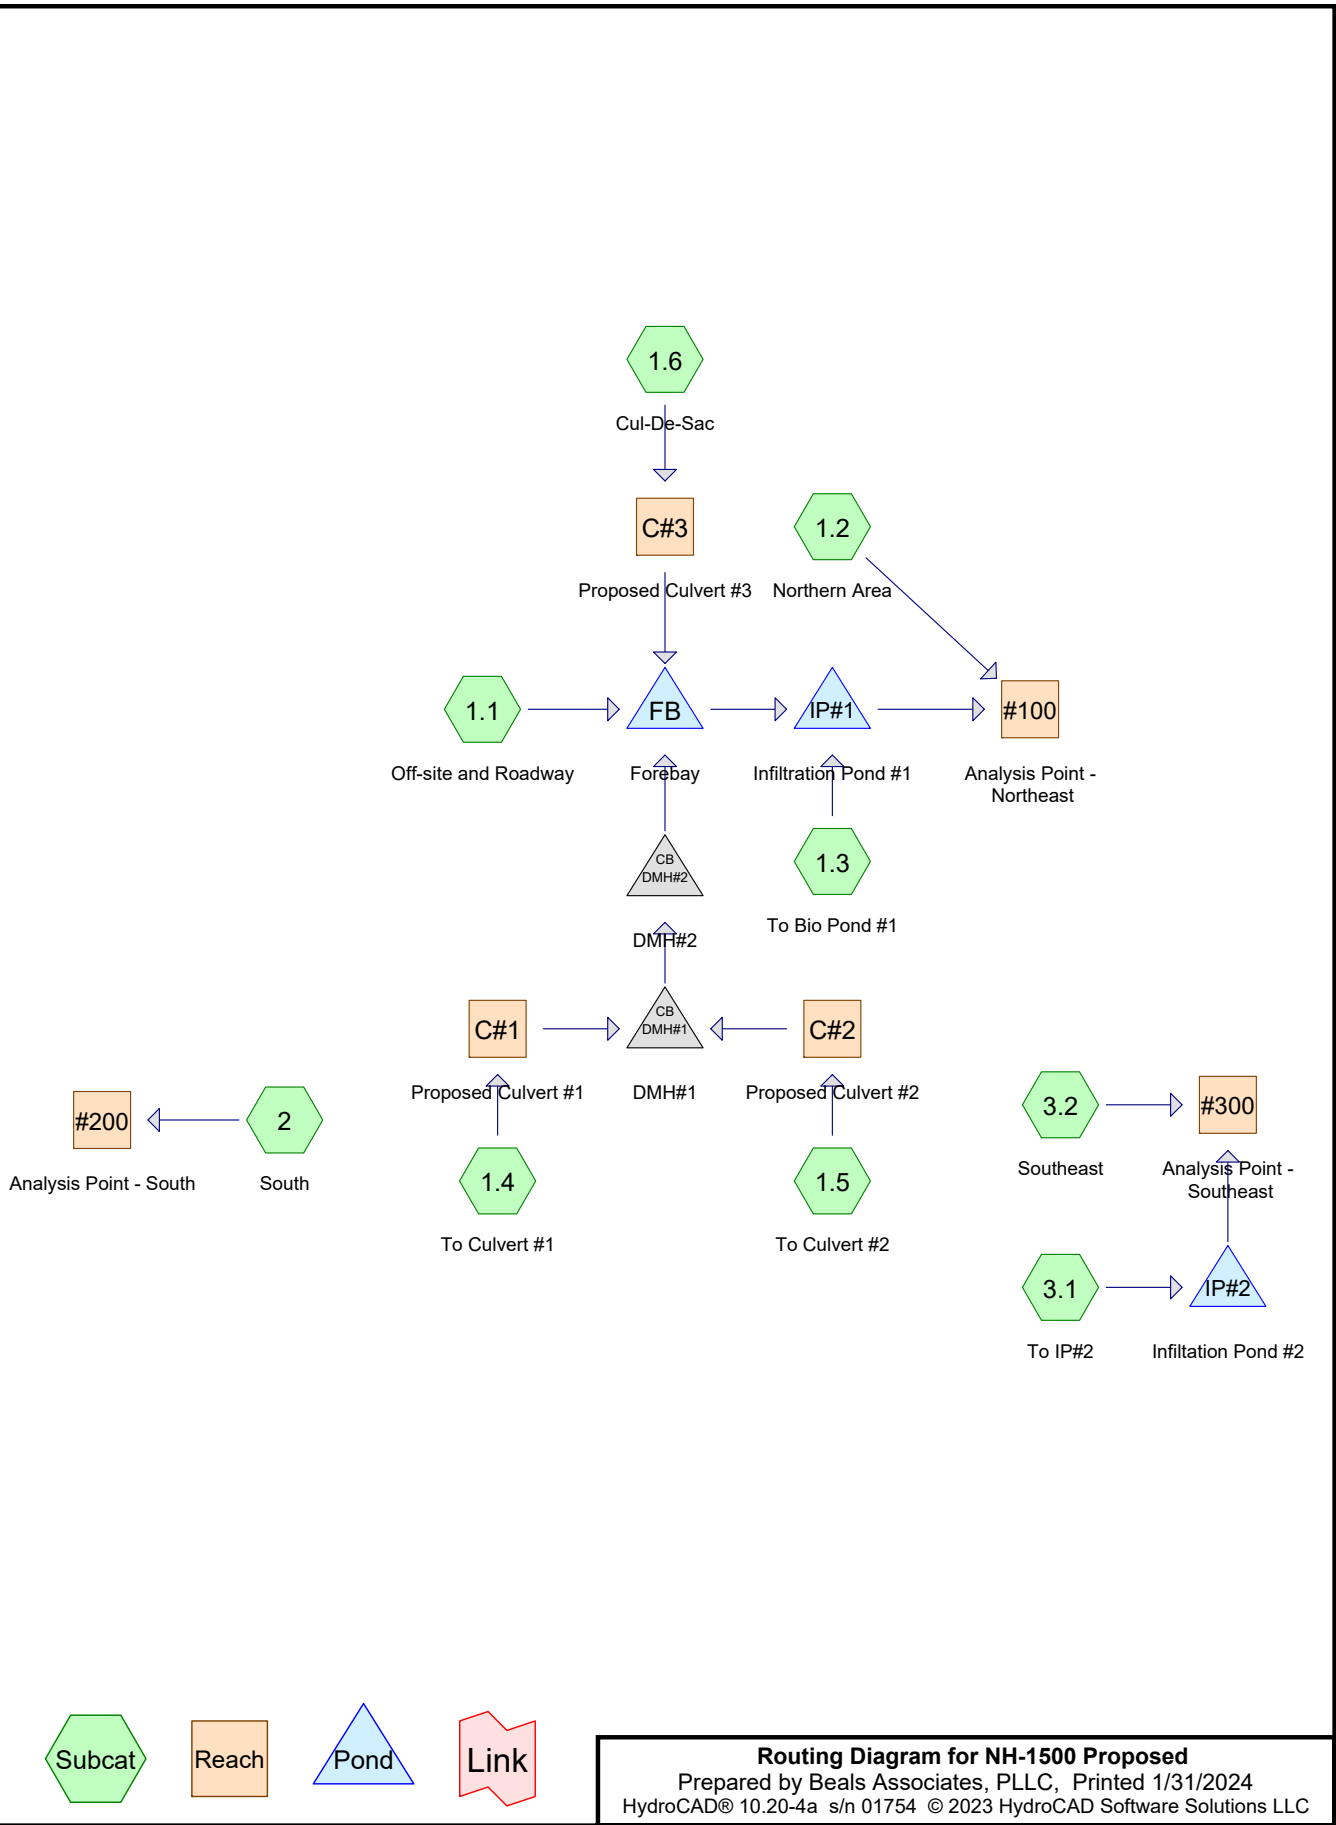 1.6
Cul-De-Sac
C#3
Proposed Culvert #3
1.2
Northern Area
1.1
Off-site and Roadway
FB
Forebay
IP#1
Infiltration Pond #1
#100
Analysis Point -
Northeast
CB
DMH#2
DMH#2
1.3
To Bio Pond #1
C#1
Proposed Culvert #1
CB
DMH#1
DMH#1
C#2
Proposed Culvert #2
#200
Analysis Point - South
2
South
1.4
To Culvert #1
1.5
To Culvert #2
3.2
Southeast
#300
Analysis Point -
Southeast
3.1
To IP#2
IP#2
Infiltation Pond #2
Subcat
Reach
Pond
Link
Routing Diagram for NH-1500 Proposed
Prepared by Beals Associates, PLLC, Printed 1/31/2024
HydroCAD® 10.20-4a s/n 01754 © 2023 HydroCAD Software Solutions LLC